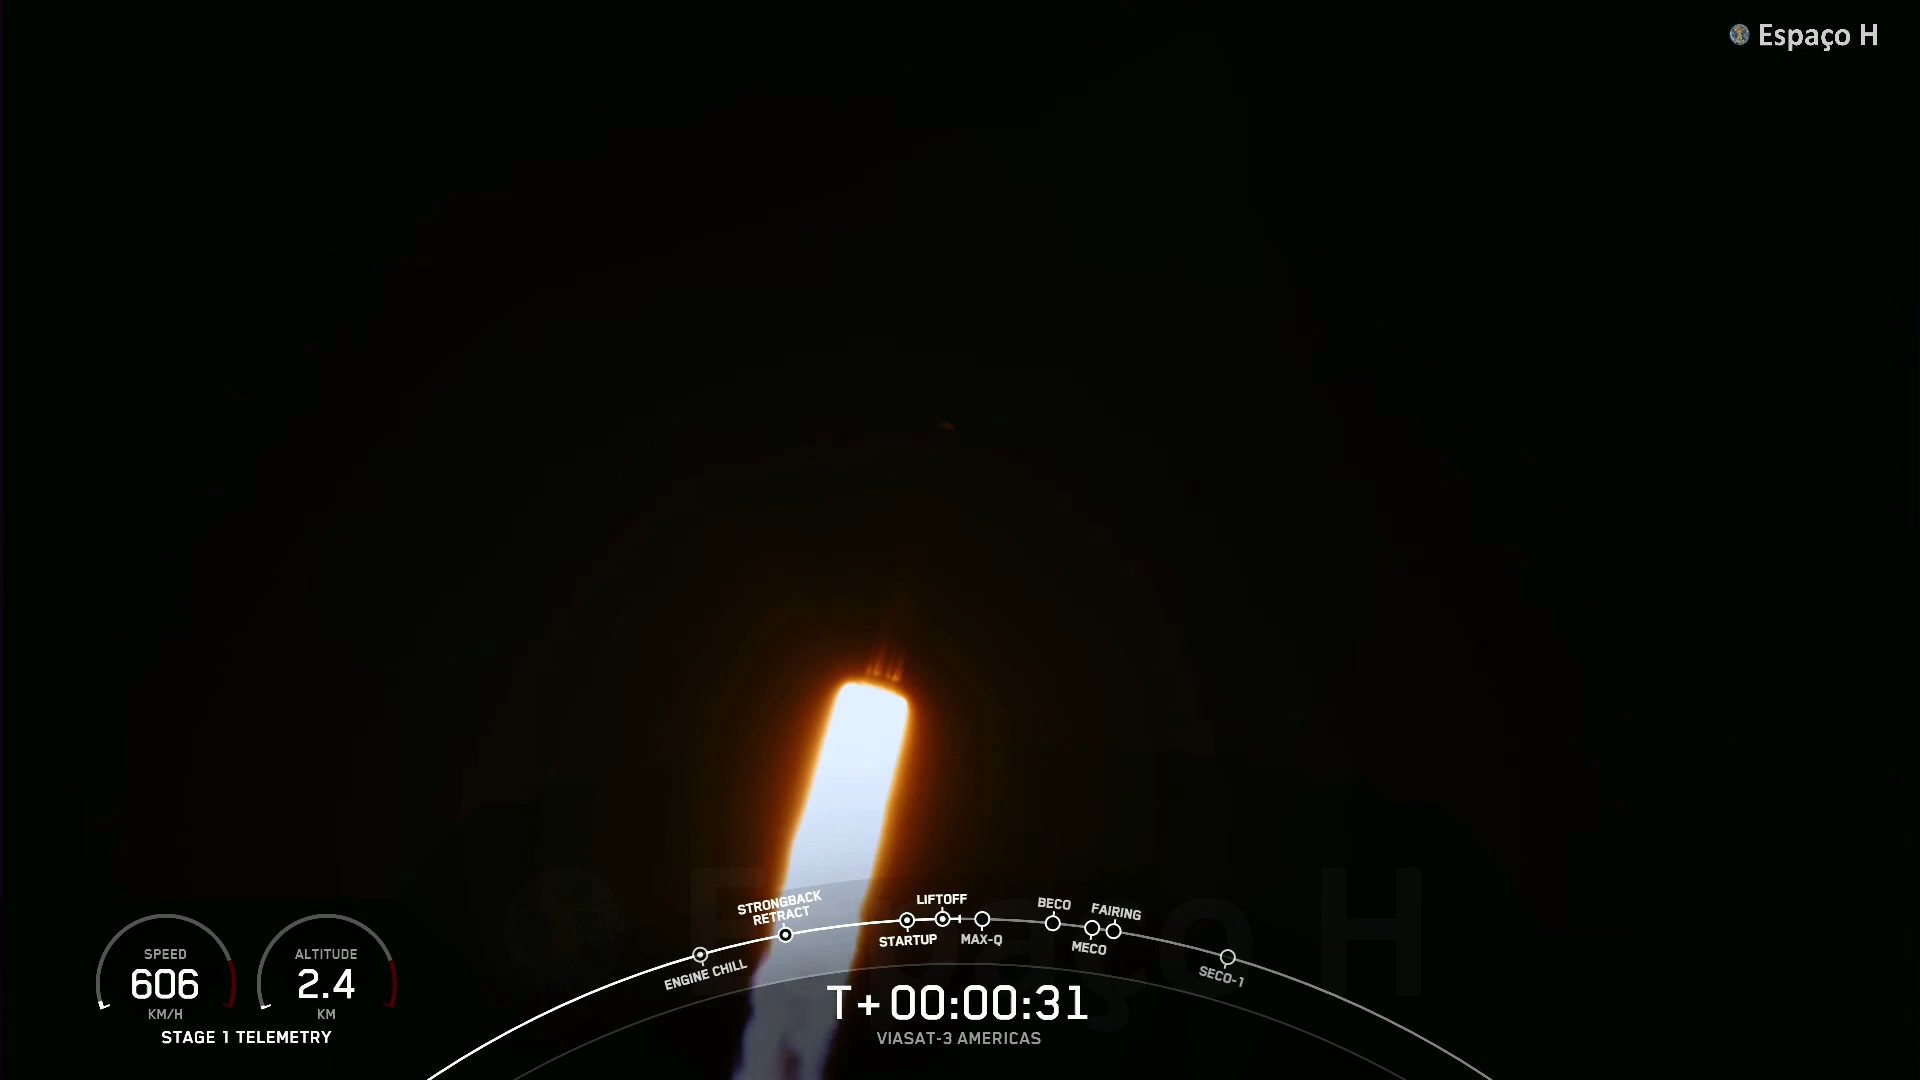 Espaço H
STRONGBACK
RETRACT
LIFTOFF
BECO
FAIRING
ENGINE CHILL
STARTUP
MAX-Q
MECO
SECO-1
SPEED
606
KM/H
ALTITUDE
2.4
KM
STAGE 1 TELEMETRY
T+00:00:31
VIASAT-3 AMERICAS
Espaço H